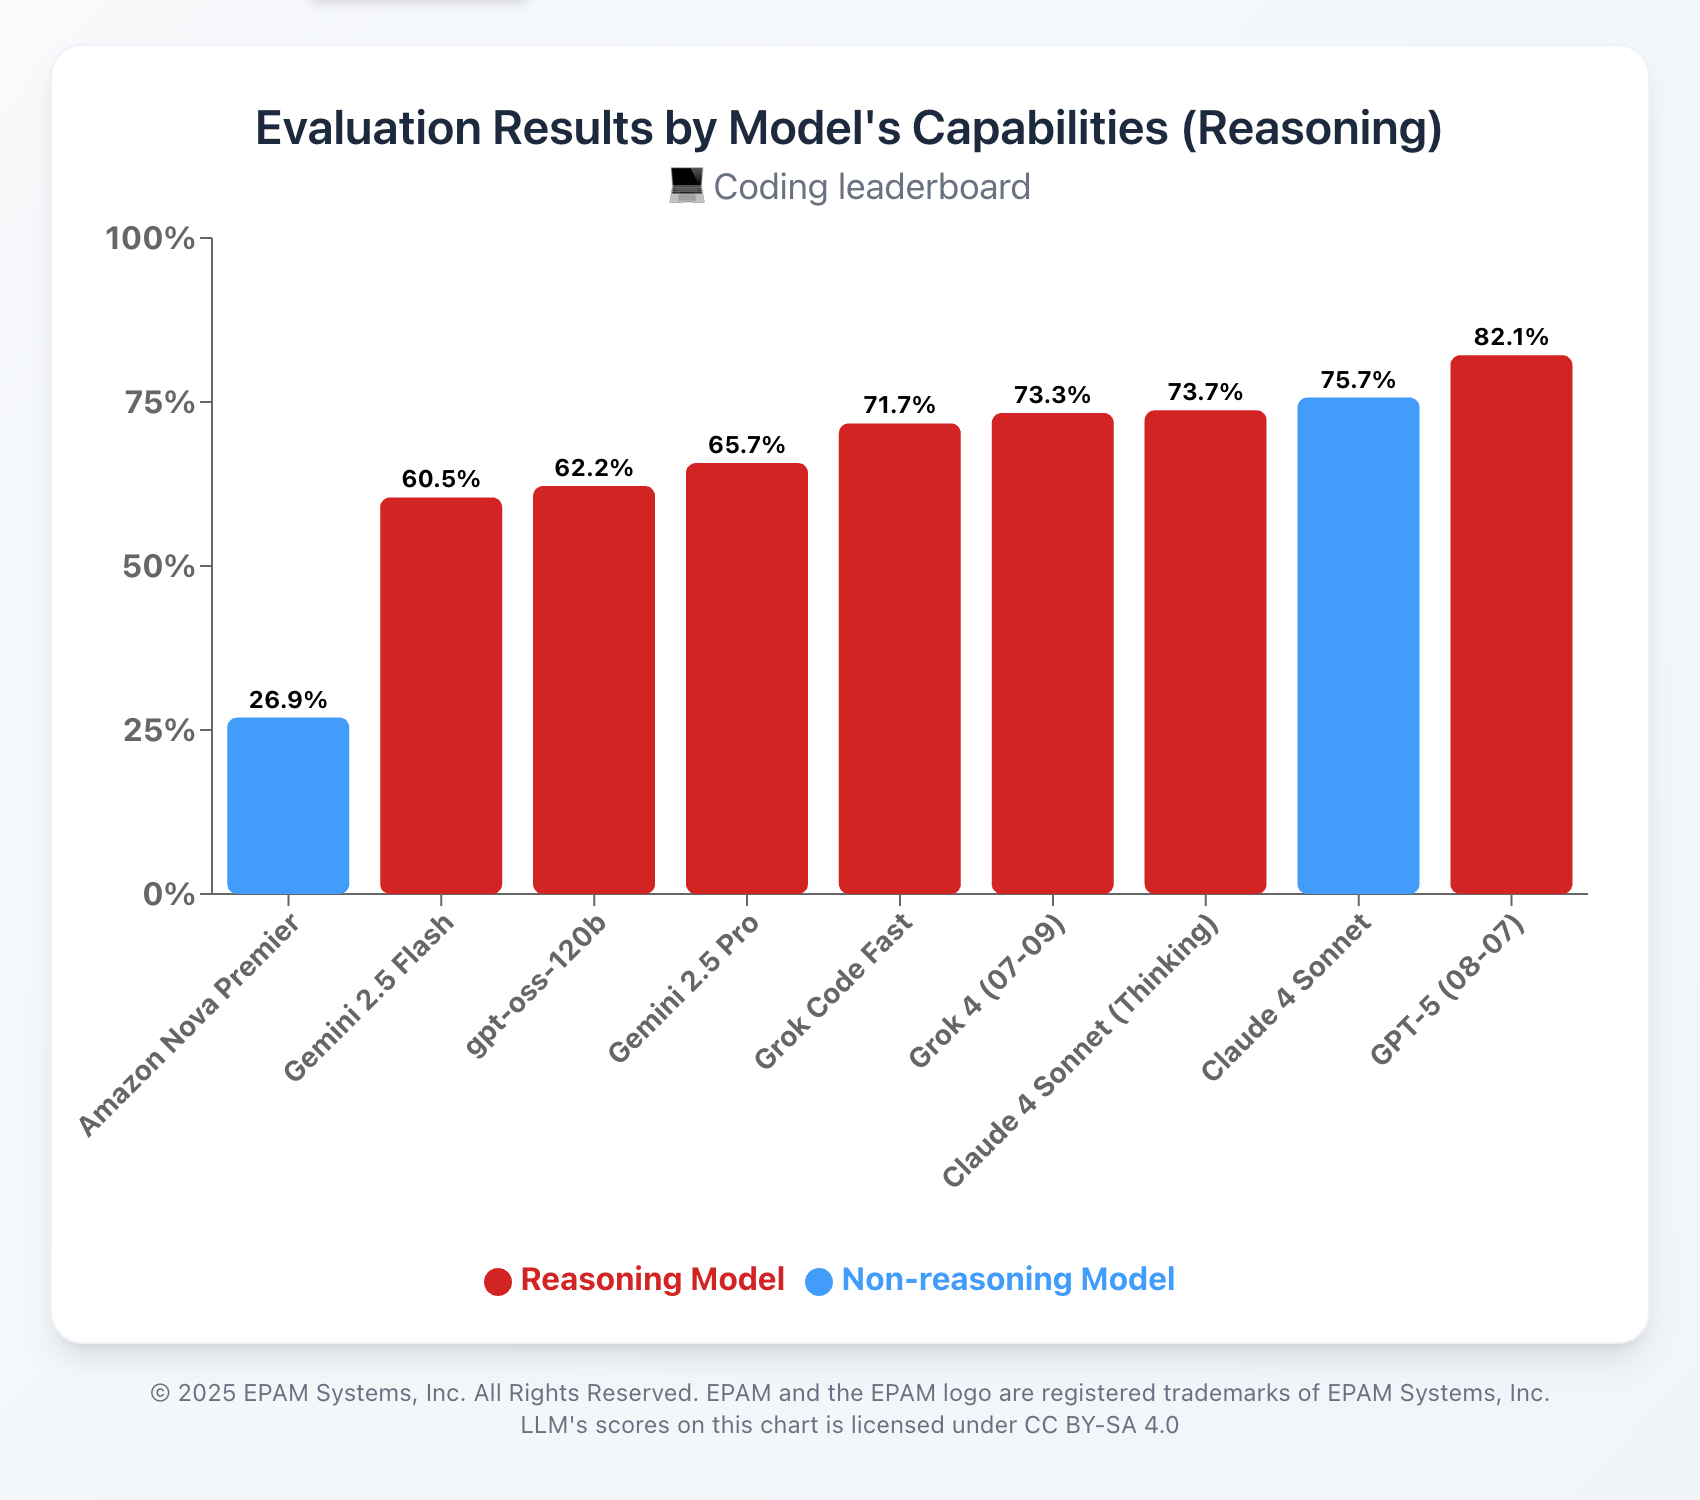 Evaluation Results by Model's Capabilities (Reasoning)
💻 Coding leaderboard
100%
75%
50%
25%
0%
26.9%
60.5%
62.2%
65.7%
71.7%
73.3%
73.7%
75.7%
82.1%
Amazon Nova Premier
Gemini 2.5 Flash
gpt-oss-120b
Gemini 2.5 Pro
Grok Code Fast
Grok 4 (07-09)
Claude 4 Sonnet (Thinking)
Claude 4 Sonnet
GPT-5 (08-07)
Reasoning Model
Non-reasoning Model
© 2025 EPAM Systems, Inc. All Rights Reserved. EPAM and the EPAM logo are registered trademarks of EPAM Systems, Inc.
LLM's scores on this chart is licensed under CC BY-SA 4.0